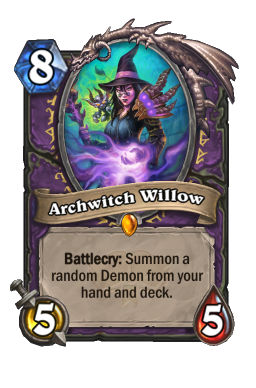 8
Archwitch Willow
Battlecry: Summon a
random Demon from your
hand and deck.
5 5